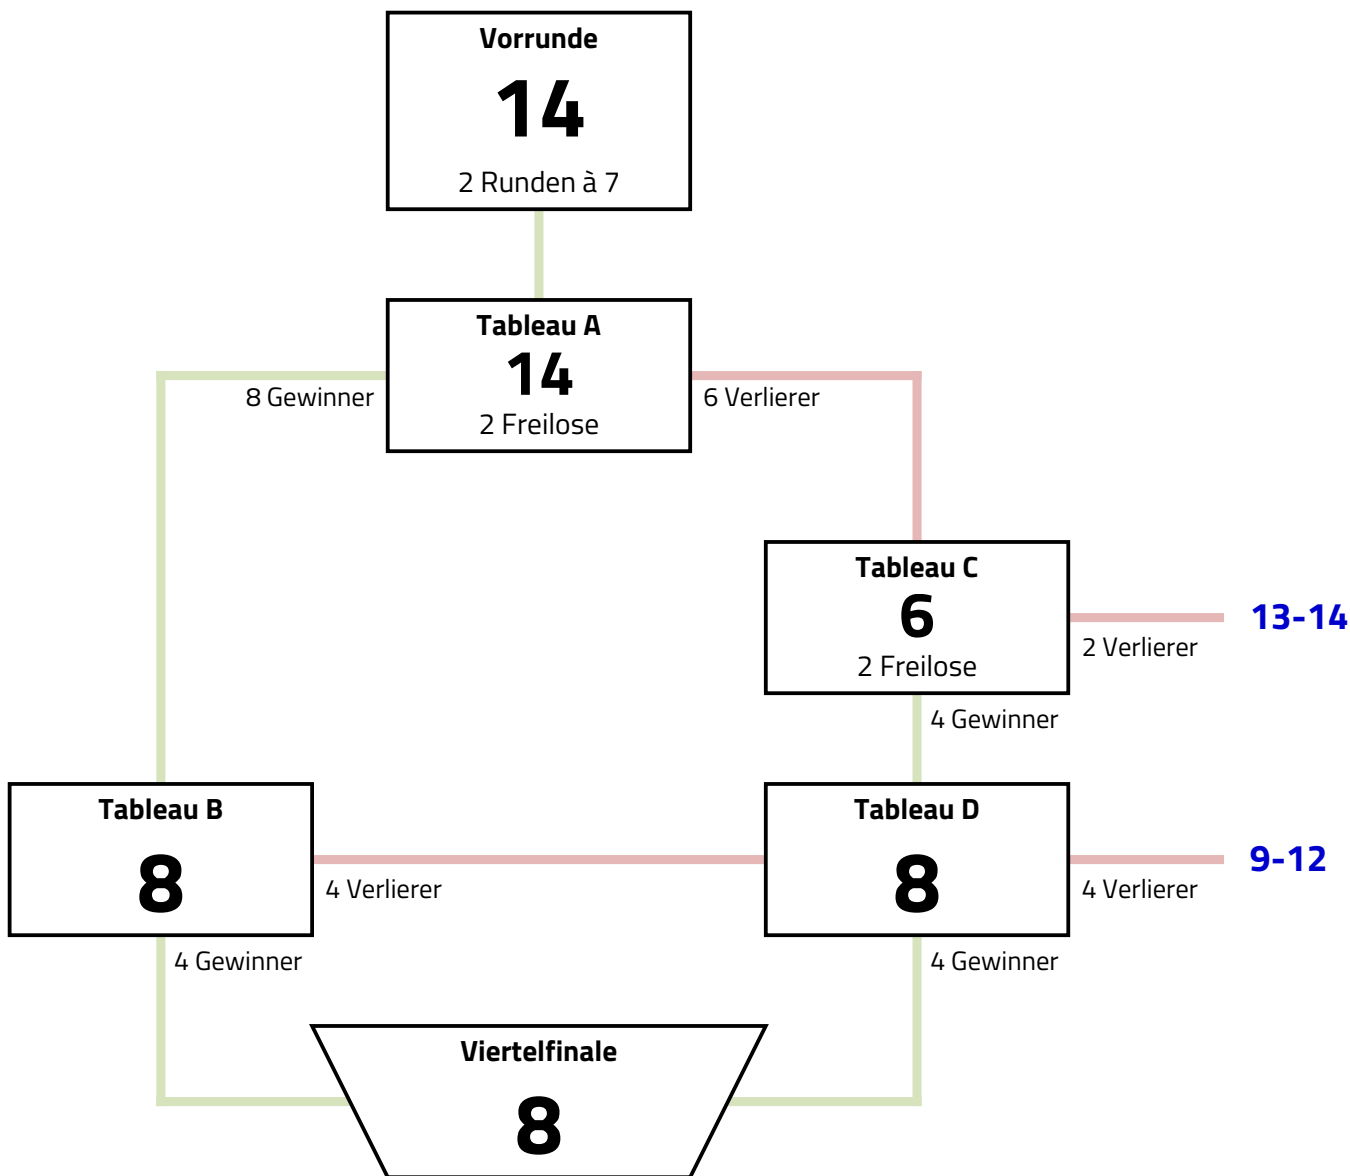 Vorrunde
14
2 Runden à 7
Tableau A
14
2 Freilose
8 Gewinner
6 Verlierer
Tableau C
6
2 Freilose
13-14
2 Verlierer
4 Gewinner
Tableau B
8
4 Verlierer
4 Gewinner
Tableau D
8
9-12
4 Verlierer
4 Gewinner
Viertelfinale
8